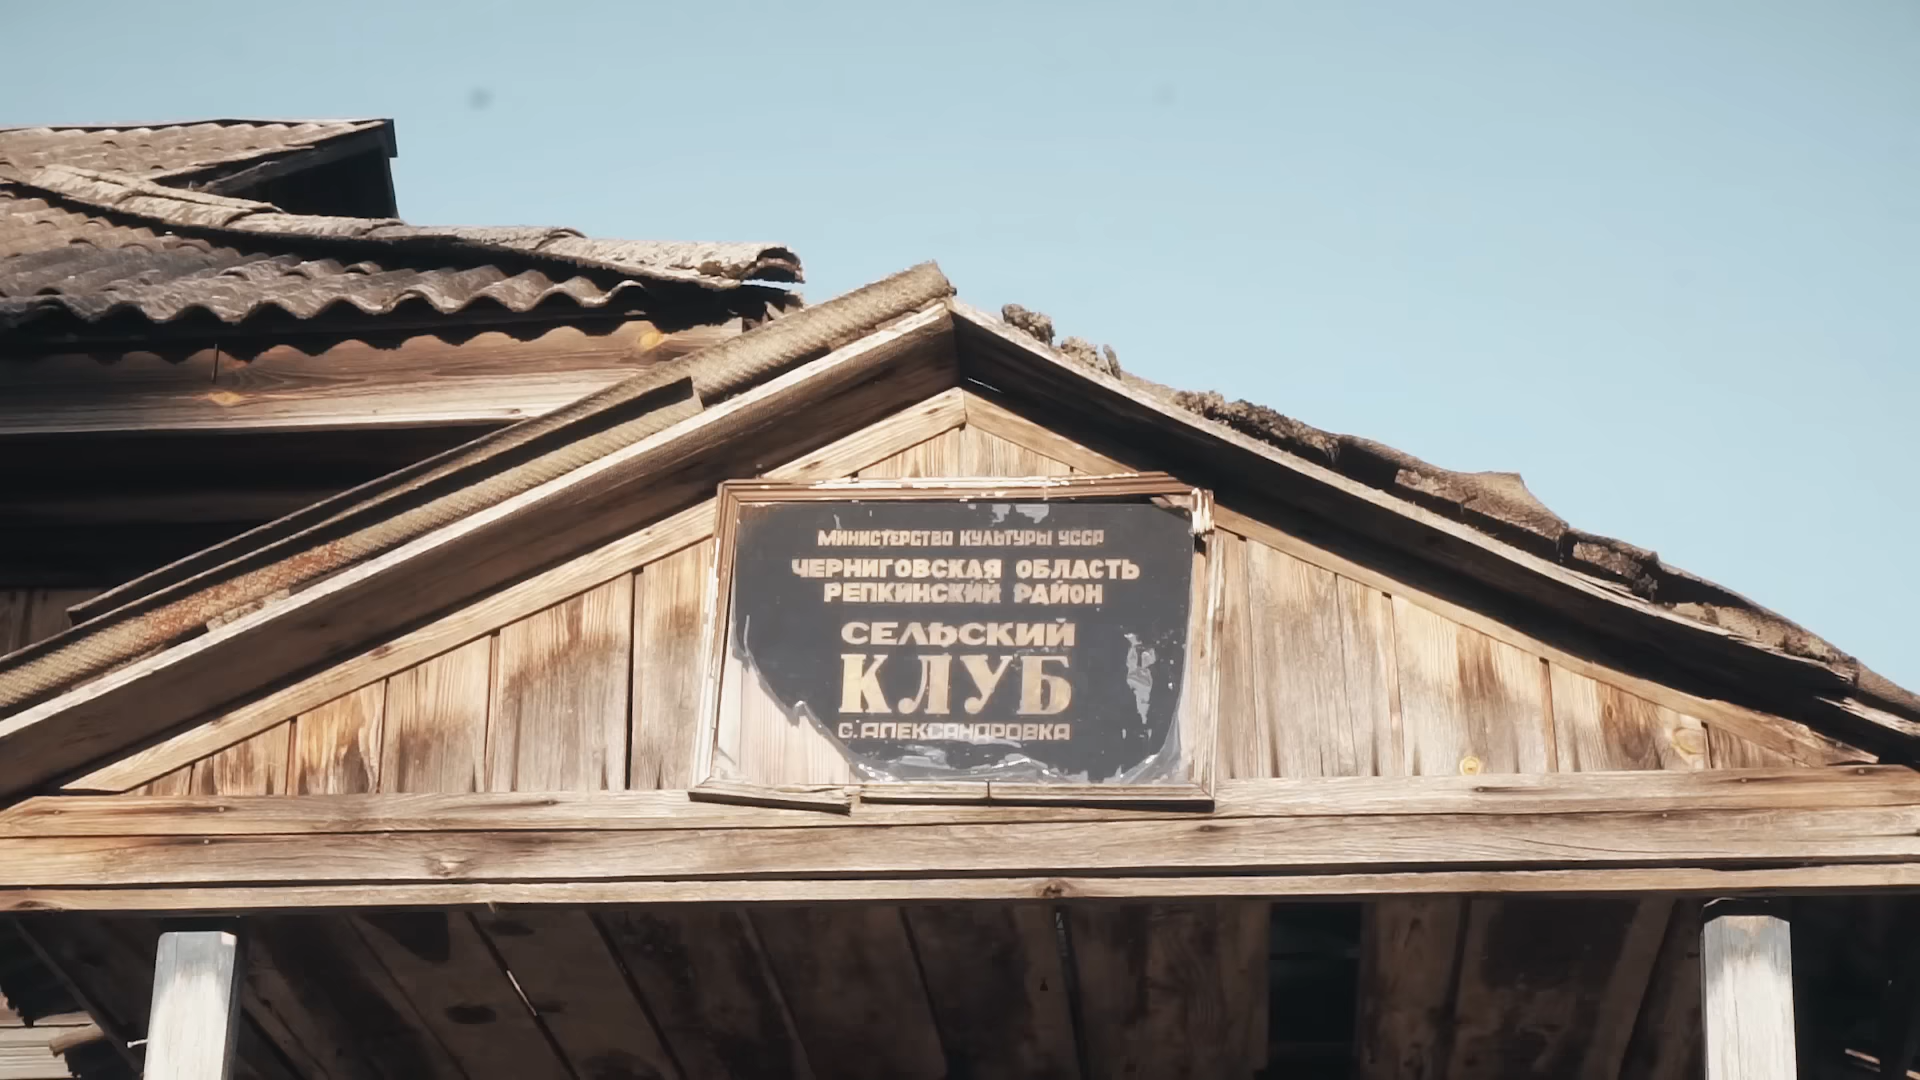 МИНИСТЕРСТВО КУЛЬТУРЫ УССР
ЧЕРНИГОВСКАЯ ОБЛАСТЬ
РЕПКИНСКИЙ РАЙОН
СЕЛЬСКИЙ
КЛУБ
С. АЛЕКСАНДРОВКА